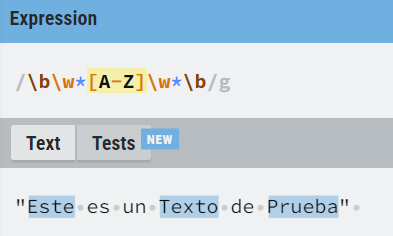 Expression
/\b\w*[A-Z]\w*\b/g
Text Tests NEW
"Este es un Texto de Prueba"